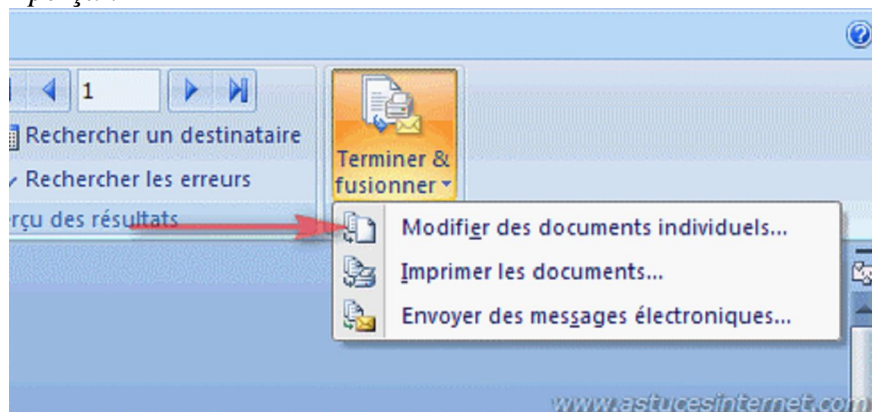 1
Rechercher un destinataire
Rechercher les erreurs
rçu des résultats
Terminer &
fusionner
Modifier des documents individuels...
Imprimer les documents...
Envoyer des messages électroniques...
www.astucesinternet.com